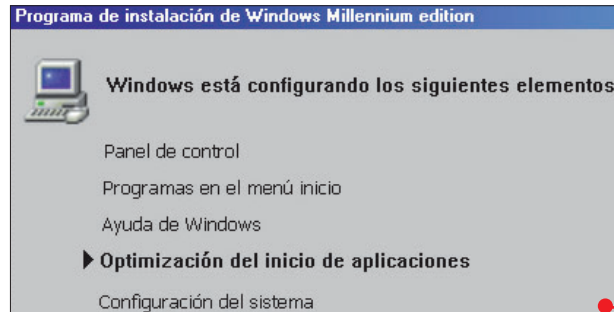 Programa de instalación de Windows Millennium edition
Windows está configurando los siguientes elementos
Panel de control
Programas en el menú inicio
Ayuda de Windows
Optimización del inicio de aplicaciones
Configuración del sistema